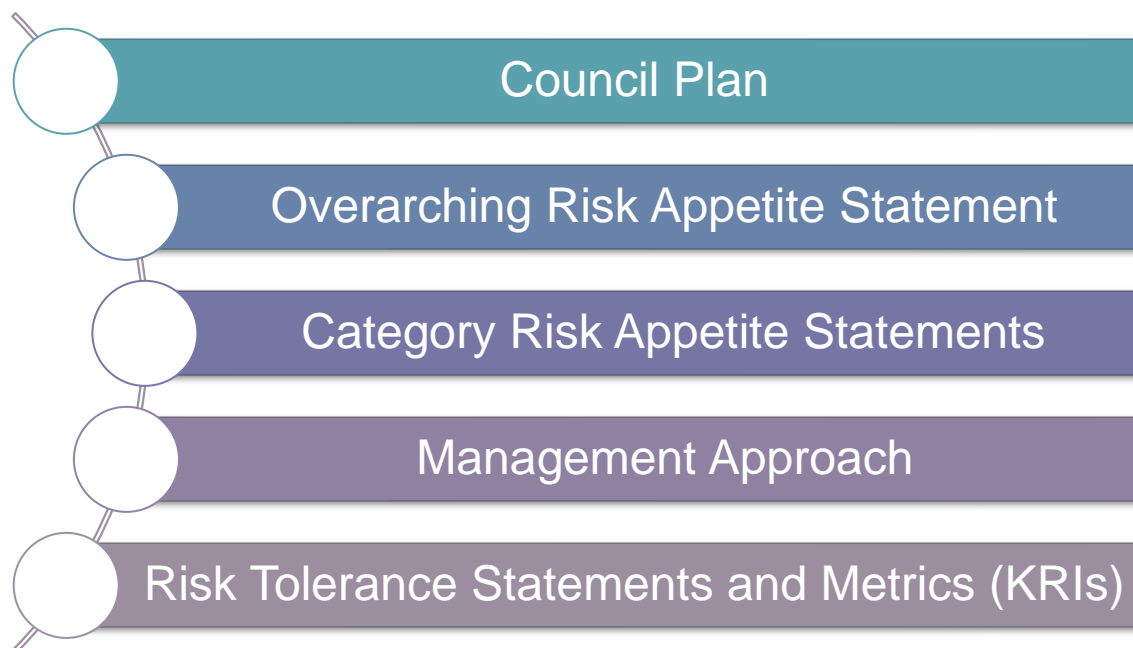 Council Plan
Overarching Risk Appetite Statement
Category Risk Appetite Statements
Management Approach
Risk Tolerance Statements and Metrics (KRIs)